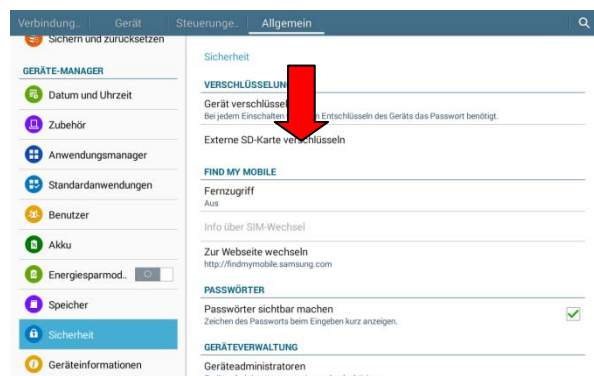 Verbindung.. Gerät Steuerunge.. Allgemein
Sichern und zurücksetzen
GERÄTE-MANAGER
Datum und Uhrzeit
Zubehör
Anwendungsmanager
Standardanwendungen
Benutzer
Akku
Energiesparmod..
Speicher
Sicherheit
Geräteinformationen
Sicherheit
VERSCHLÜSSELUN
Gerät verschlüssel
Bei jedem Einschalten Entschlüsseln des Geräts das Passwort benötigt.
Externe SD-Karte verschlüsseln
FIND MY MOBILE
Fernzugriff
Aus
Info über SIM-Wechsel
Zur Webseite wechseln
http://findmymobile.samsung.com
PASSWÖRTER
Passwörter sichtbar machen
Zeichen des Passworts beim Eingeben kurz anzeigen.
GERÄTEVERWALTUNG
Geräteadministratoren